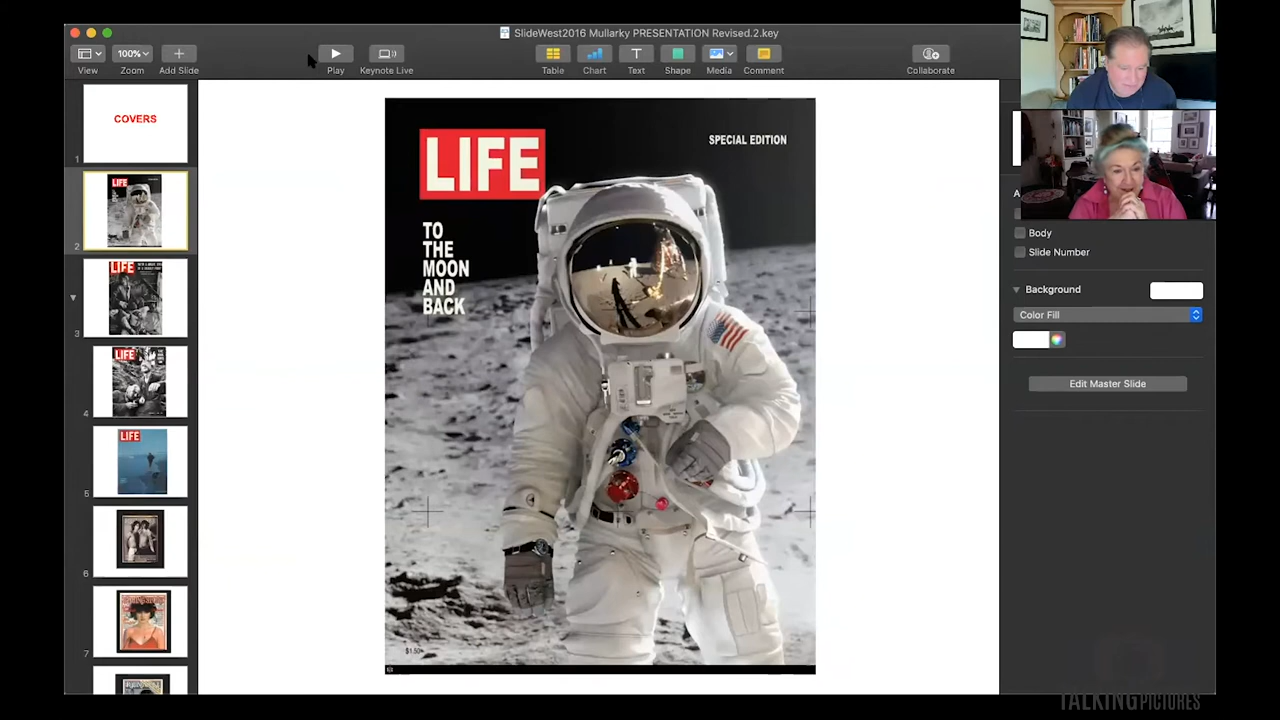 SlideWest2016 Mullarky PRESENTATION Revised.2.key
100%
View
Zoom
Add Slide
Play
Keynote Live
Table
Chart
Text
Shape
Media
Comment
Collaborate
COVERS
1
LIFE
2
LIFE
3
LIFE
4
LIFE
5
6
7
LIFE
SPECIAL EDITION
TO
THE
MOON
AND
BACK
$1.50
Body
Slide Number
Background
Color Fill
Edit Master Slide
TALKING PICTURES